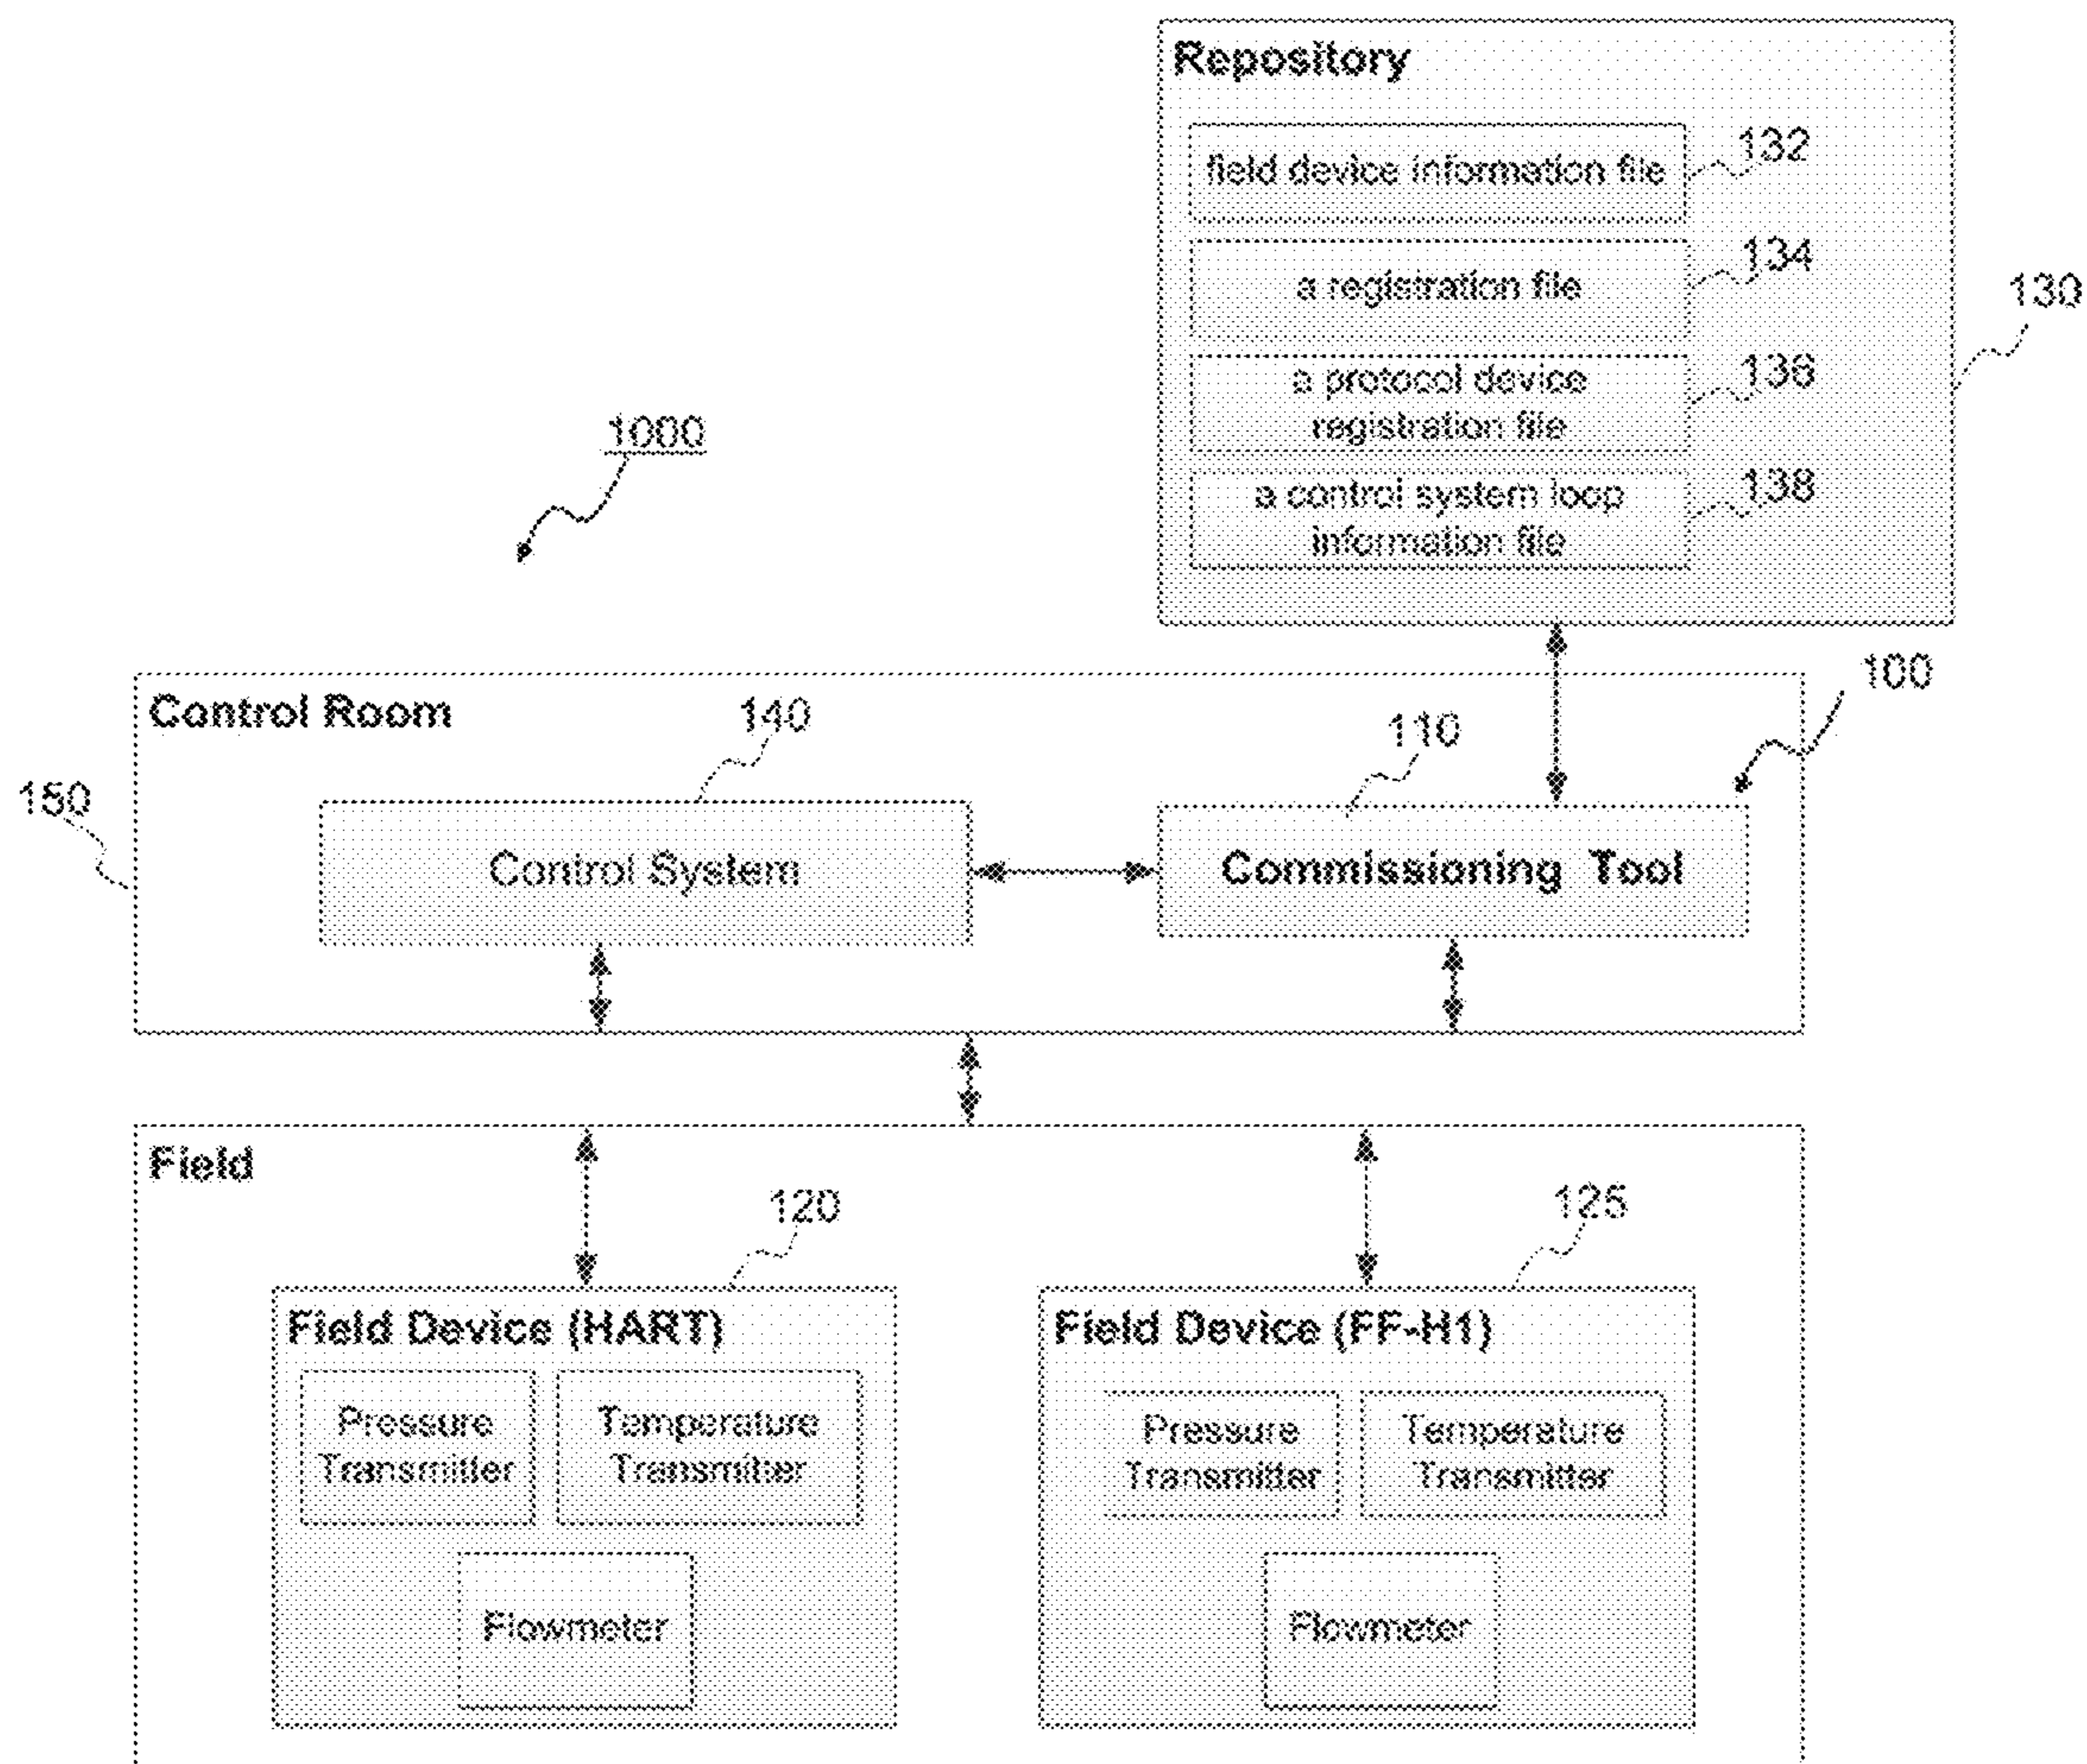 Repository
field device information file
132
a registration file
134
130
a protocol device
registration file
136
a control system loop
information file
138
1000
100
Control Room
140
110
150
Control System
Commissioning Tool
Field
120
125
Field Device (HART)
Field Device (FF-H1)
Pressure
Transmitter
Temperature
Transmitter
Pressure
Transmitter
Temperature
Transmitter
Flowmeter
Flowmeter